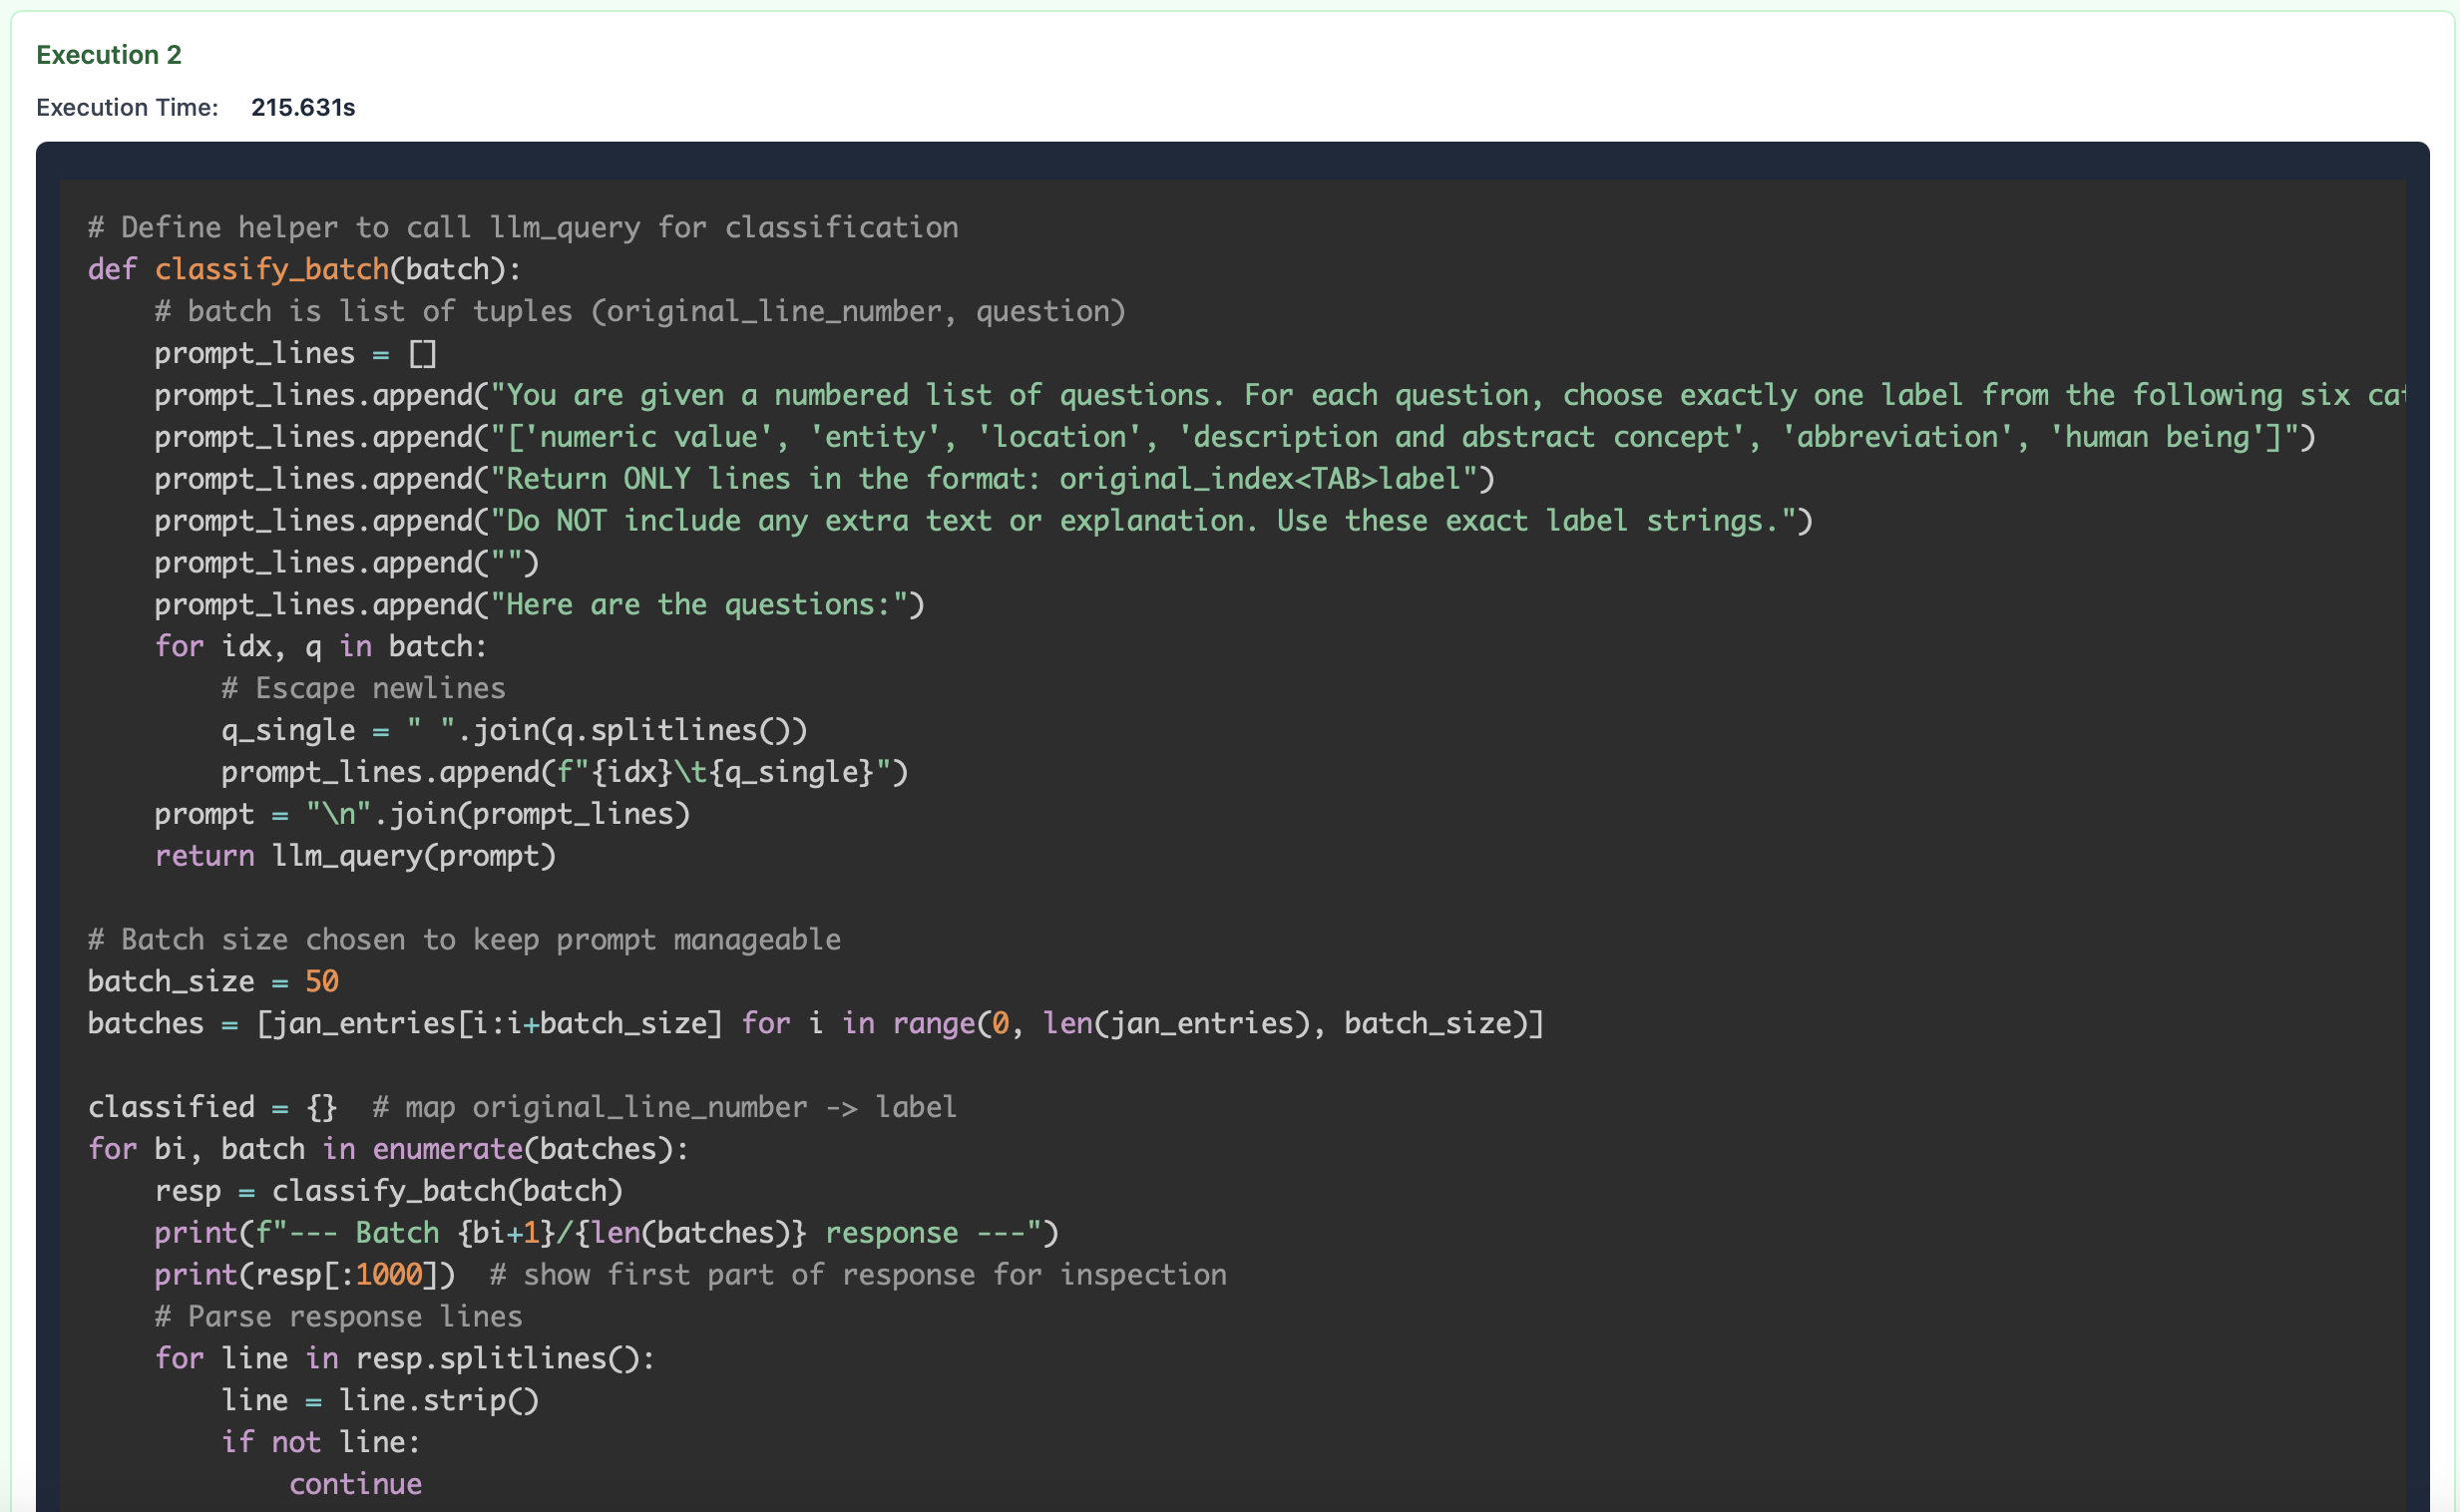 Execution 2
Execution Time: 215.631s
# Define helper to call llm_query for classification
def classify_batch(batch):
    # batch is list of tuples (original_line_number, question)
    prompt_lines = []
    prompt_lines.append("You are given a numbered list of questions. For each question, choose exactly one label from the following six
    prompt_lines.append("['numeric value', 'entity', 'location', 'description and abstract concept', 'abbreviation', 'human being']")
    prompt_lines.append("Return ONLY lines in the format: original_index<TAB>label")
    prompt_lines.append("Do NOT include any extra text or explanation. Use these exact label strings.")
    prompt_lines.append("")
    prompt_lines.append("Here are the questions:")
    for idx, q in batch:
        # Escape newlines
        q_single = " ".join(q.splitlines())
        prompt_lines.append(f"{idx}\t{q_single}")
    prompt = "\n".join(prompt_lines)
    return llm_query(prompt)
# Batch size chosen to keep prompt manageable
batch_size = 50
batches = [jan_entries[i:i+batch_size] for i in range(0, len(jan_entries), batch_size)]
classified = {}  # map original_line_number -> label
for bi, batch in enumerate(batches):
    resp = classify_batch(batch)
    print(f"--- Batch {bi+1}/{len(batches)} response ---")
    print(resp[:1000])  # show first part of response for inspection
    # Parse response lines
    for line in resp.splitlines():
        line = line.strip()
        if not line:
            continue